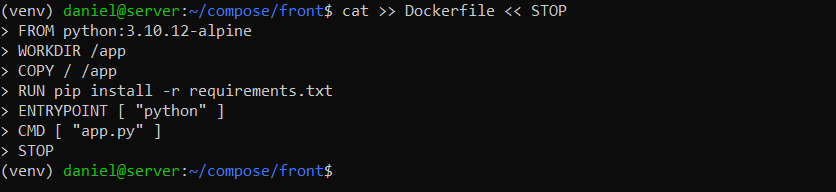 (venv) daniel@server:~/compose/front$ cat >> Dockerfile << STOP
> FROM python:3.10.12-alpine
> WORKDIR /app
> COPY / /app
> RUN pip install -r requirements.txt
> ENTRYPOINT [ "python" ]
> CMD [ "app.py" ]
> STOP
(venv) daniel@server:~/compose/front$